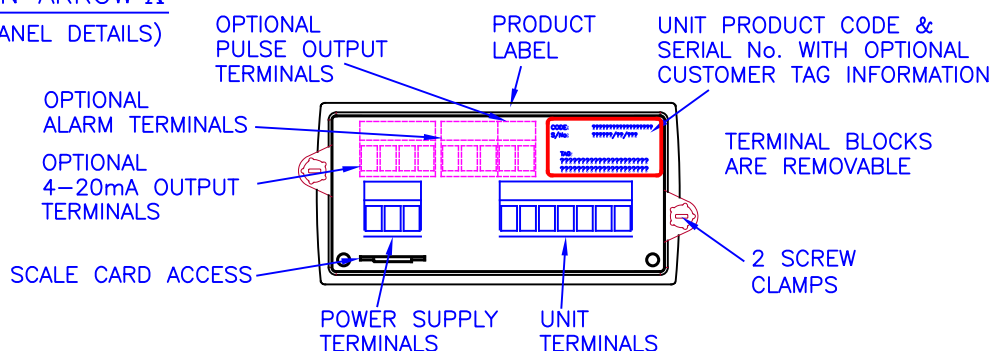 N ARROW A
ANEL DETAILS)
OPTIONAL
PULSE OUTPUT
TERMINALS
PRODUCT
LABEL
UNIT PRODUCT CODE &
SERIAL No. WITH OPTIONAL
CUSTOMER TAG INFORMATION
OPTIONAL
ALARM TERMINALS
OPTIONAL
4-20mA OUTPUT
TERMINALS
CODE: ?????????????????
S/No: ??????/??/???
TAG:
?????????????????????????
?????????????????????????
TERMINAL BLOCKS
ARE REMOVABLE
SCALE CARD ACCESS
2 SCREW
CLAMPS
POWER SUPPLY
TERMINALS
UNIT
TERMINALS